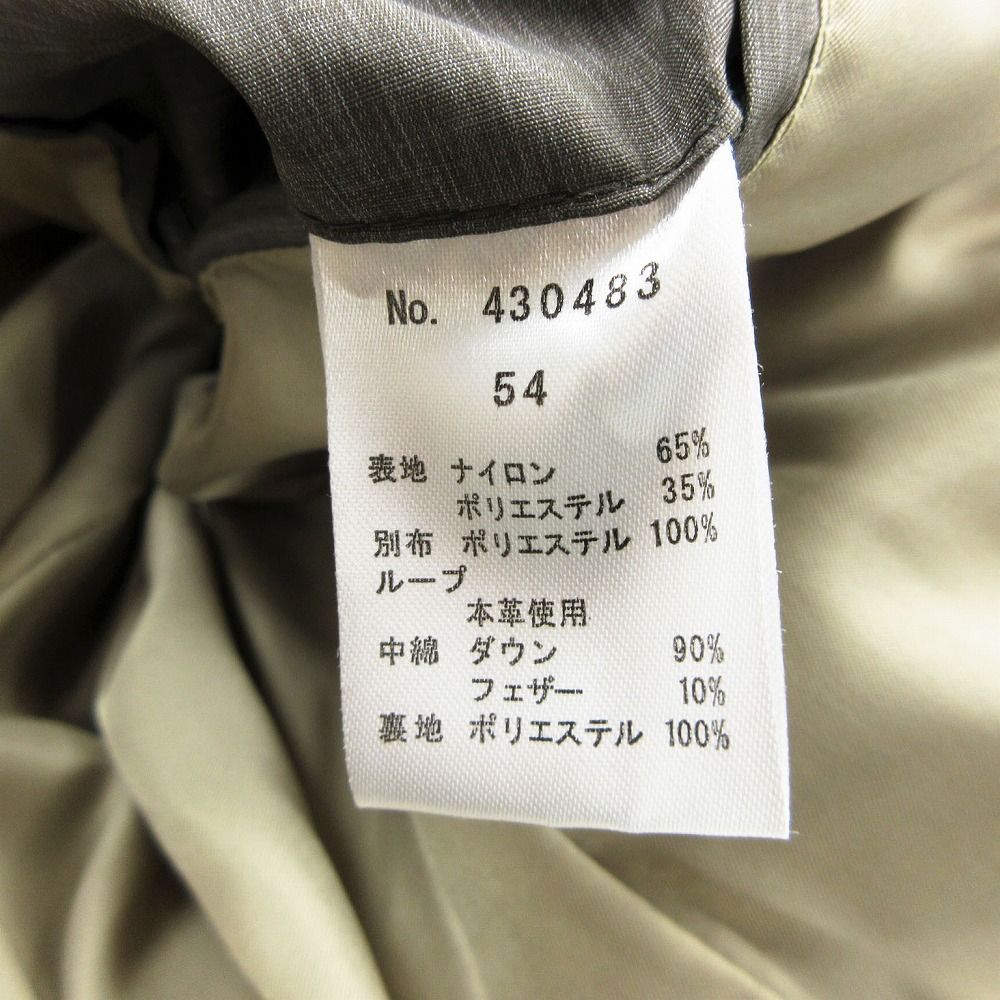 No. 430483
54
表地 ナイロン 65%
ポリエステル 35%
別布 ポリエステル 100%
ループ
本革使用
中綿 ダウン 90%
フェザー 10%
裏地 ポリエステル 100%